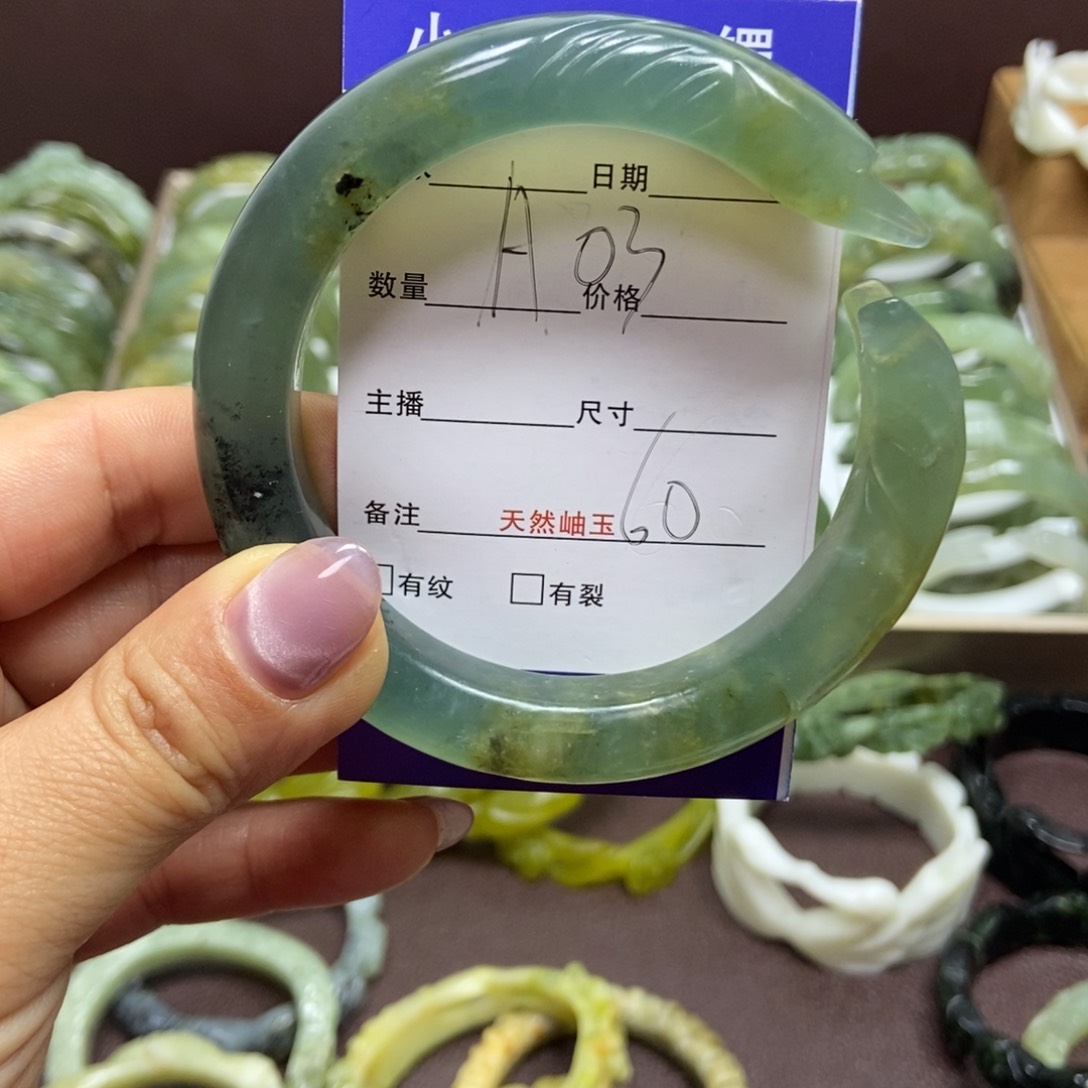 日期
A 03
数量 价格
主播 尺寸
60
备注 天然岫玉
□有纹 □有裂